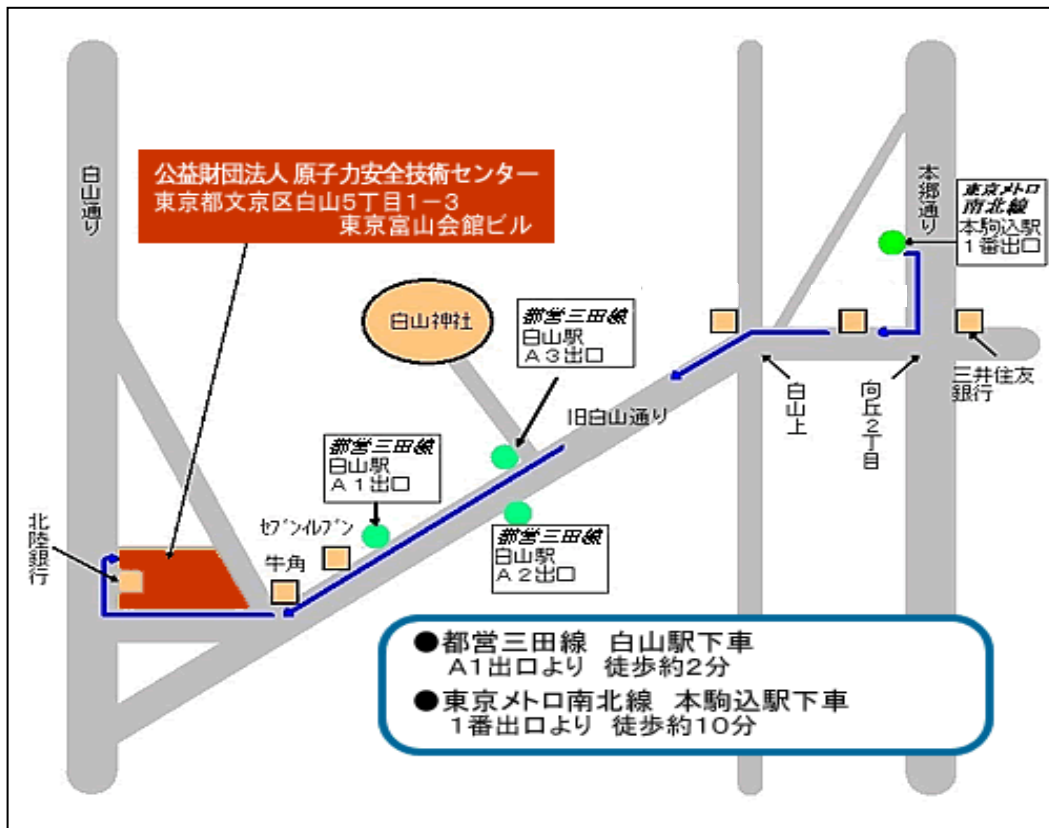 白山通り
公益財団法人 原子力安全技術センター
東京都文京区白山5丁目1-3
東京富山会館ビル
本郷通り
東京メトロ
南北線
本駒込駅
1番出口
白山神社
都営三田線
白山駅
A3出口
三井住友
銀行
白山上
向丘2丁目
旧白山通り
都営三田線
白山駅
A1出口
セブンイレブン
牛角
北陸銀行
都営三田線
白山駅
A2出口
●都営三田線 白山駅下車
A1出口より 徒歩約2分
●東京メトロ南北線 本駒込駅下車
1番出口より 徒歩約10分